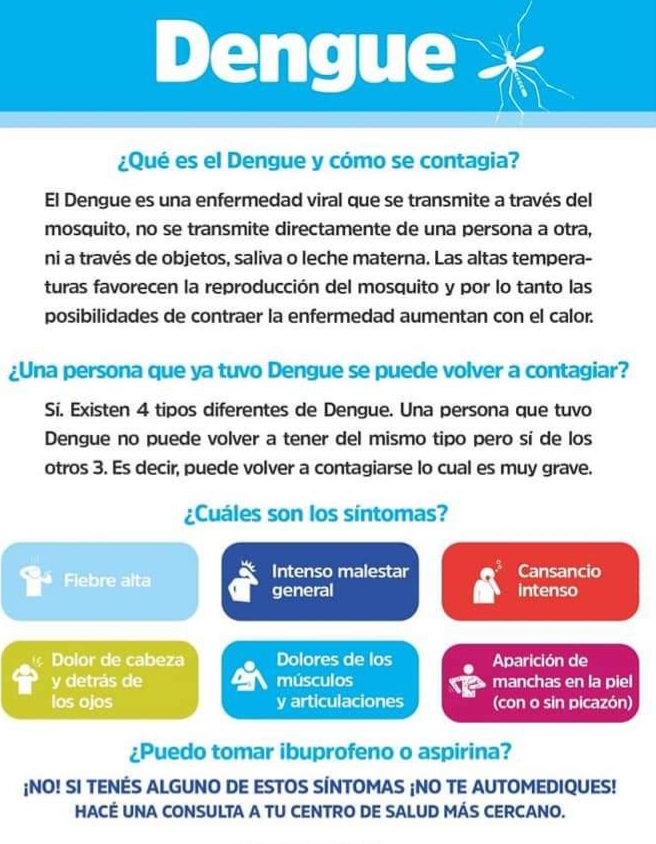 Dengue
¿Qué es el Dengue y cómo se contagia?
El Dengue es una enfermedad viral que se transmite a través del
mosquito, no se transmite directamente de una persona a otra,
ni a través de objetos, saliva o leche materna. Las altas tempera-
turas favorecen la reproducción del mosquito y por lo tanto las
posibilidades de contraer la enfermedad aumentan con el calor.
¿Una persona que ya tuvo Dengue se puede volver a contagiar?
Sí. Existen 4 tipos diferentes de Dengue. Una persona que tuvo
Dengue no puede volver a tener del mismo tipo pero sí de los
otros 3. Es decir, puede volver a contagiarse lo cual es muy grave.
¿Cuáles son los síntomas?
Fiebre alta
Intenso malestar
general
Cansancio
intenso
Dolor de cabeza
y detrás de
los ojos
Dolores de los
músculos
y articulaciones
Aparición de
manchas en la piel
(con o sin picazón)
¿Puedo tomar ibuprofeno o aspirina?
¡NO! SI TENÉS ALGUNO DE ESTOS SÍNTOMAS ¡NO TE AUTOMEDIQUES!
HACÉ UNA CONSULTA A TU CENTRO DE SALUD MÁS CERCANO.